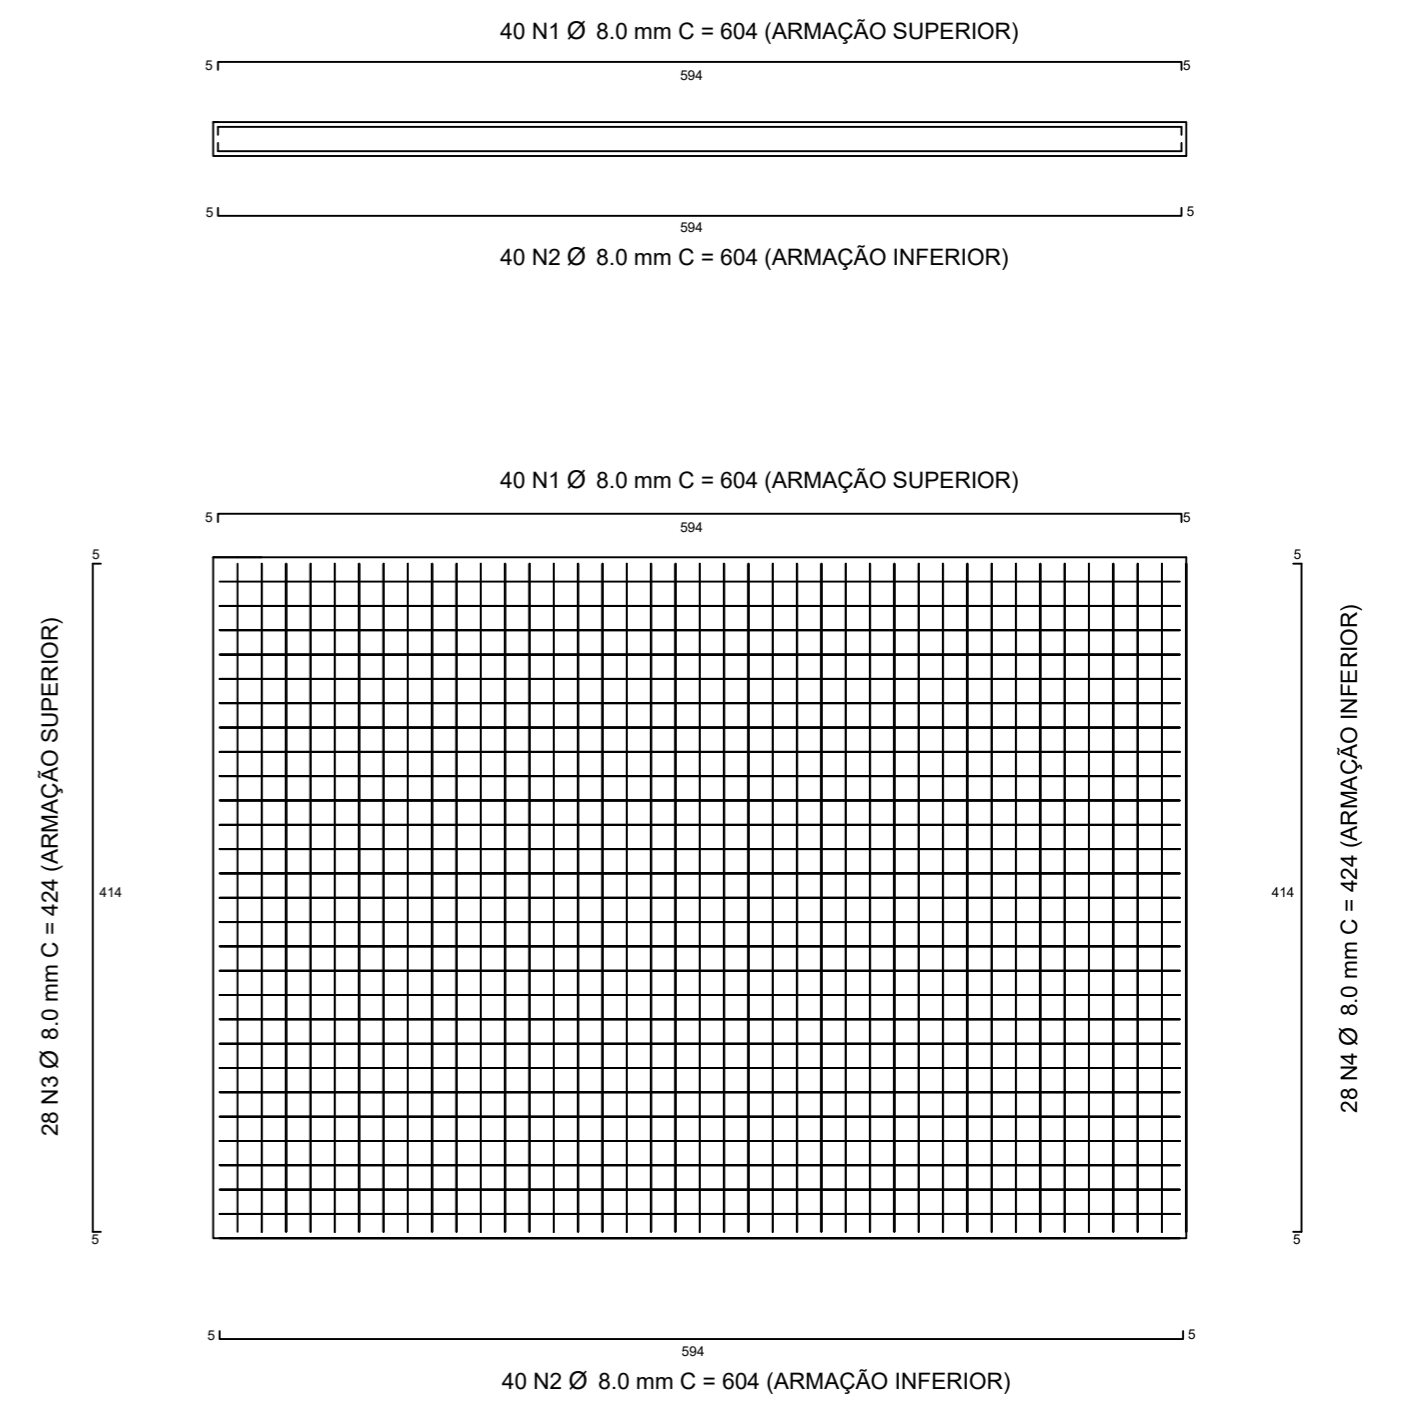 40 N1 Ø 8.0 mm C = 604 (ARMAÇÃO SUPERIOR)
5 5
594
5 5
594
40 N2 Ø 8.0 mm C = 604 (ARMAÇÃO INFERIOR)
40 N1 Ø 8.0 mm C = 604 (ARMAÇÃO SUPERIOR)
5 5
594
5
28 N3 Ø 8.0 mm C = 424 (ARMAÇÃO SUPERIOR)
414
5
5
414
28 N4 Ø 8.0 mm C = 424 (ARMAÇÃO INFERIOR)
5
5 5
594
40 N2 Ø 8.0 mm C = 604 (ARMAÇÃO INFERIOR)